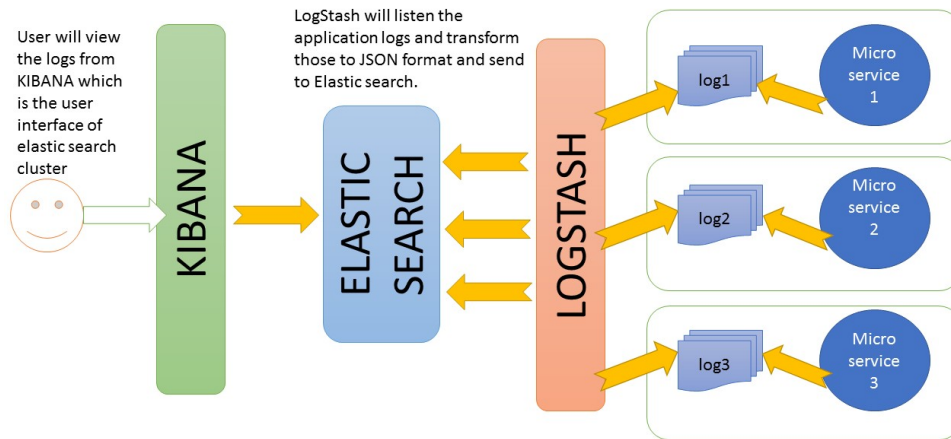 User will view
the logs from
KIBANA which
is the user
interface of
elastic search
cluster
LogStash will listen the
application logs and transform
those to JSON format and send
to Elastic search.
KIBANA
ELASTIC
SEARCH
LOGSTASH
log1
Micro
service
1
log2
Micro
service
2
log3
Micro
service
3